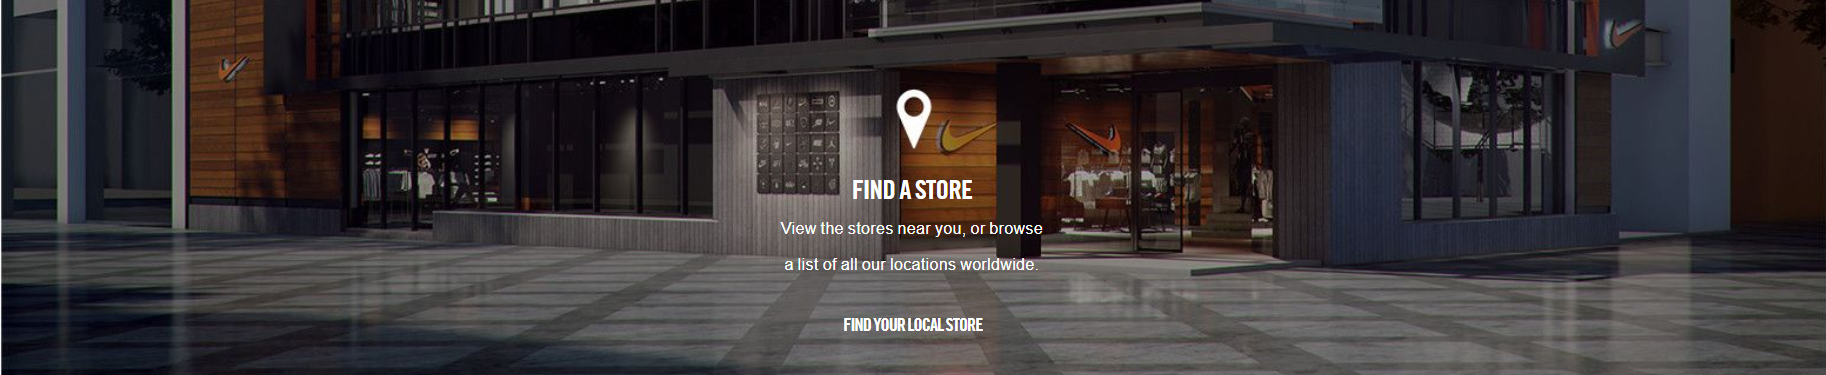 FIND A STORE
View the stores near you, or browse
a list of all our locations worldwide.
FIND YOUR LOCAL STORE